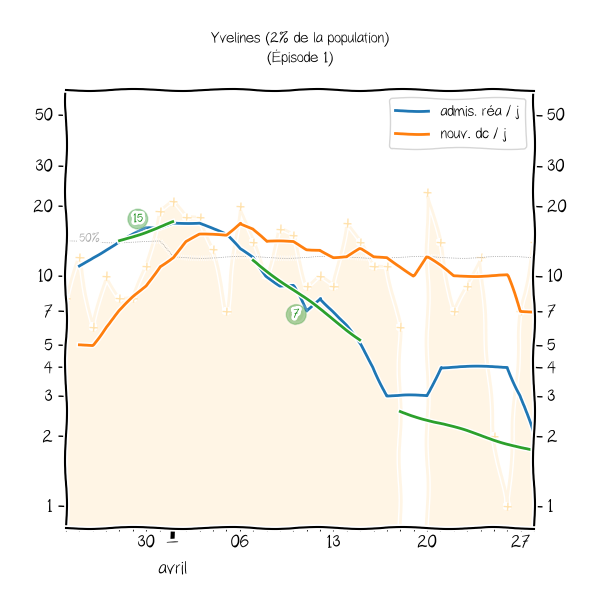 Yvelines (2% de la population)
(Épisode 1)
admis. réa / j
nouv. dc / j
50 50
30 30
20 20
15
50%
10 10
7
7 7
5 5
4 4
3 3
2 2
1 1
30 1 06 13 20 27
avril